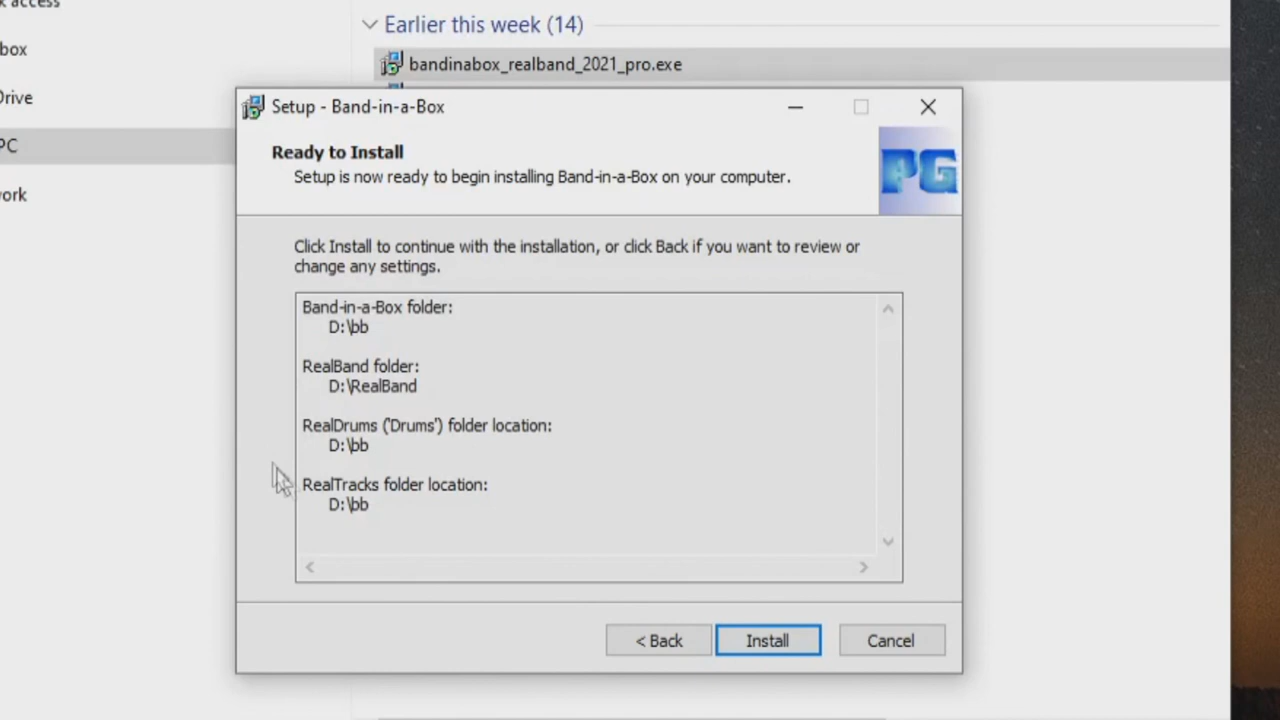 k access
Earlier this week (14)
box
bandinabox_realband_2021_pro.exe
Drive
Setup - Band-in-a-Box
PC
Ready to Install
Setup is now ready to begin installing Band-in-a-Box on your computer.
PG
work
Click Install to continue with the installation, or click Back if you want to review or
change any settings.
Band-in-a-Box folder:
D:\bb
RealBand folder:
D:\RealBand
RealDrums ('Drums') folder location:
D:\bb
RealTracks folder location:
D:\bb
< Back
Install
Cancel